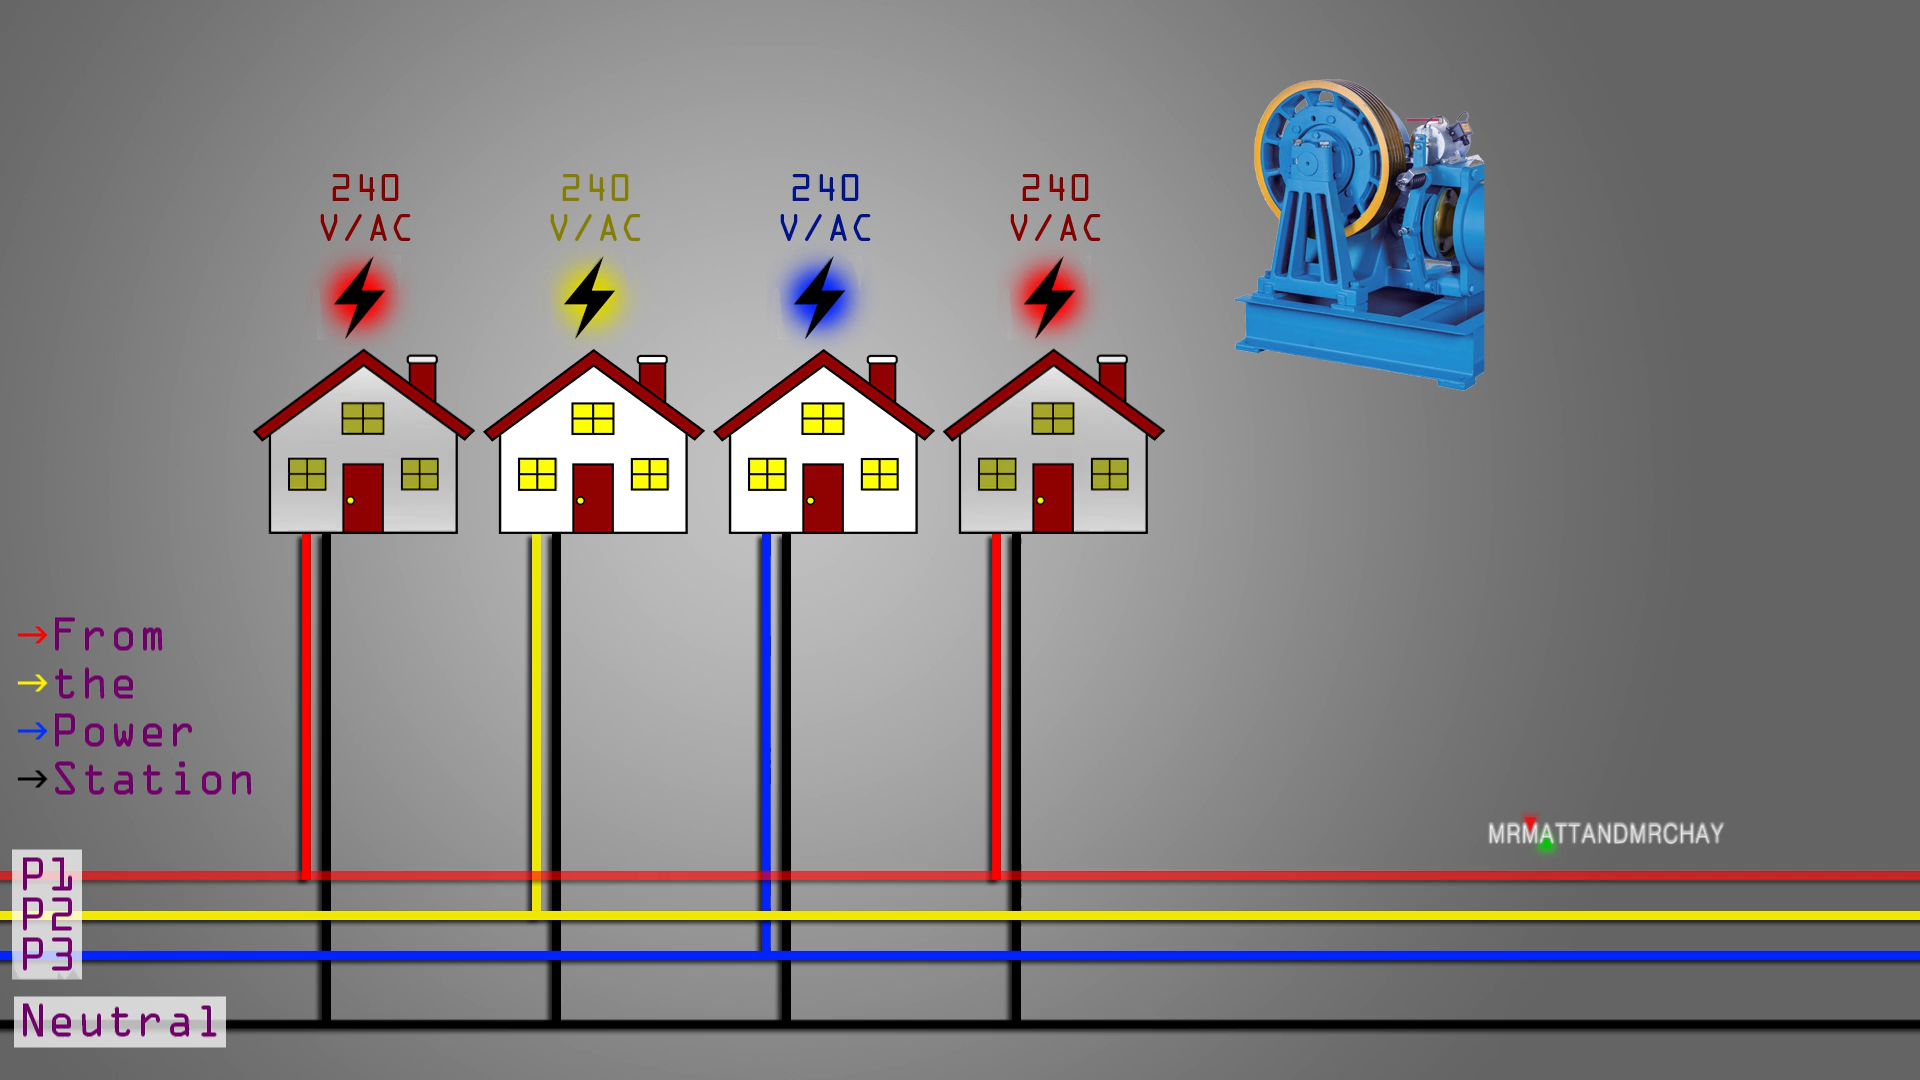 240
V/AC
240
V/AC
240
V/AC
240
V/AC
→From
→the
→Power
→Station
MRMATTANDMRCHAY
P1
P2
P3
Neutral